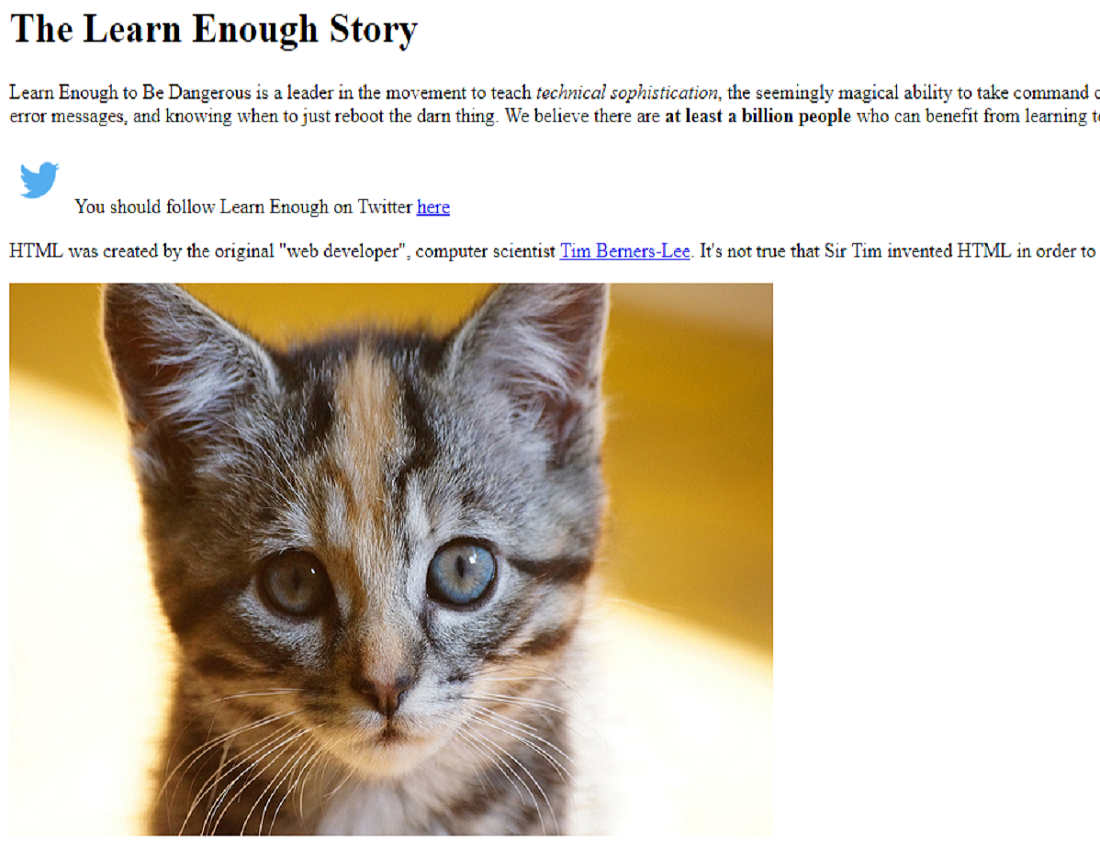 The Learn Enough Story
Learn Enough to Be Dangerous is a leader in the movement to teach technical sophistication, the seemingly magical ability to take command
error messages, and knowing when to just reboot the darn thing. We believe there are at least a billion people who can benefit from learning
You should follow Learn Enough on Twitter here
HTML was created by the original "web developer", computer scientist Tim Berners-Lee. It's not true that Sir Tim invented HTML in order to